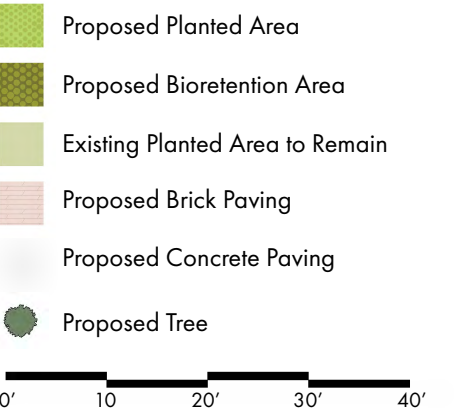 Proposed Planted Area
Proposed Bioretention Area
Existing Planted Area to Remain
Proposed Brick Paving
Proposed Concrete Paving
Proposed Tree
0’ 10 20’ 30’ 40’